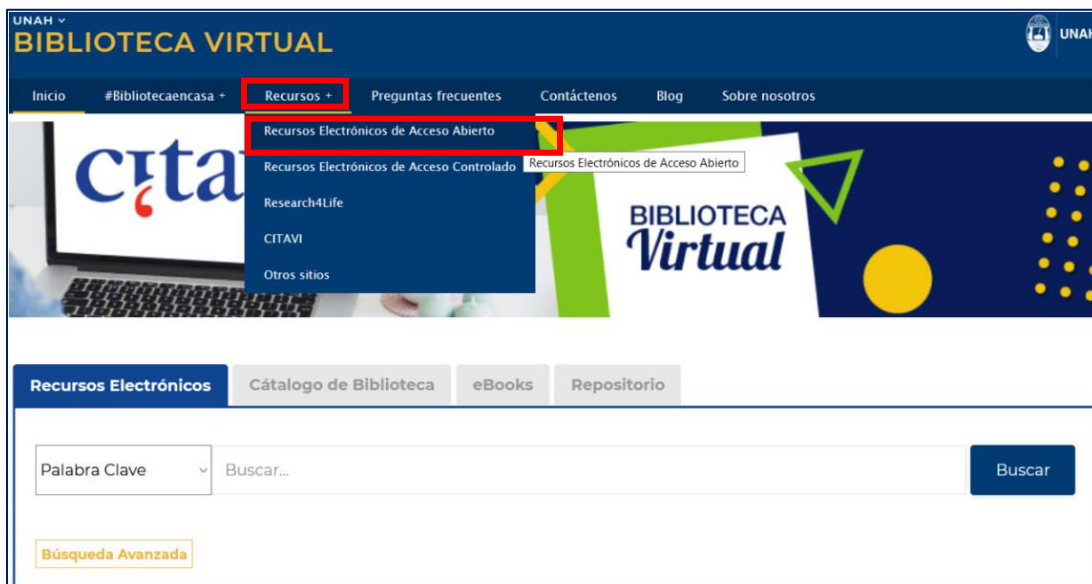 UNAH
BIBLIOTECA VIRTUAL
UNAH
Inicio #Bibliotecaencasa + Recursos + Preguntas frecuentes Contáctenos Blog Sobre nosotros
Recursos Electrónicos de Acceso Abierto
Recursos Electrónicos de Acceso Controlado
Recursos Electrónicos de Acceso Abierto
Research4Life
CITAVI
Otros sitios
cita
BIBLIOTECA
Virtual
Recursos Electrónicos Cátalogo de Biblioteca eBooks Repositorio
Palabra Clave Buscar... Buscar
Búsqueda Avanzada